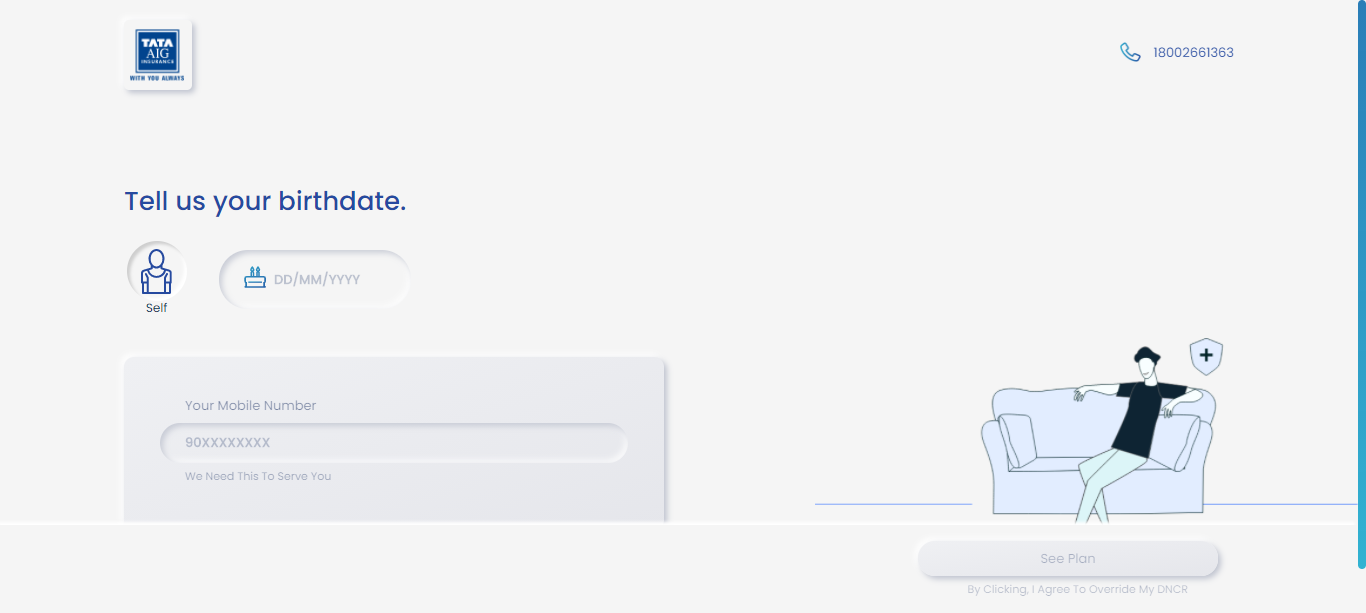 TATA
AIG
INSURANCE
WITH YOU ALWAYS
18002661363
Tell us your birthdate.
DD/MM/YYYY
Self
Your Mobile Number
90XXXXXXXX
We Need This To Serve You
See Plan
By Clicking, I Agree To Override My DNCR